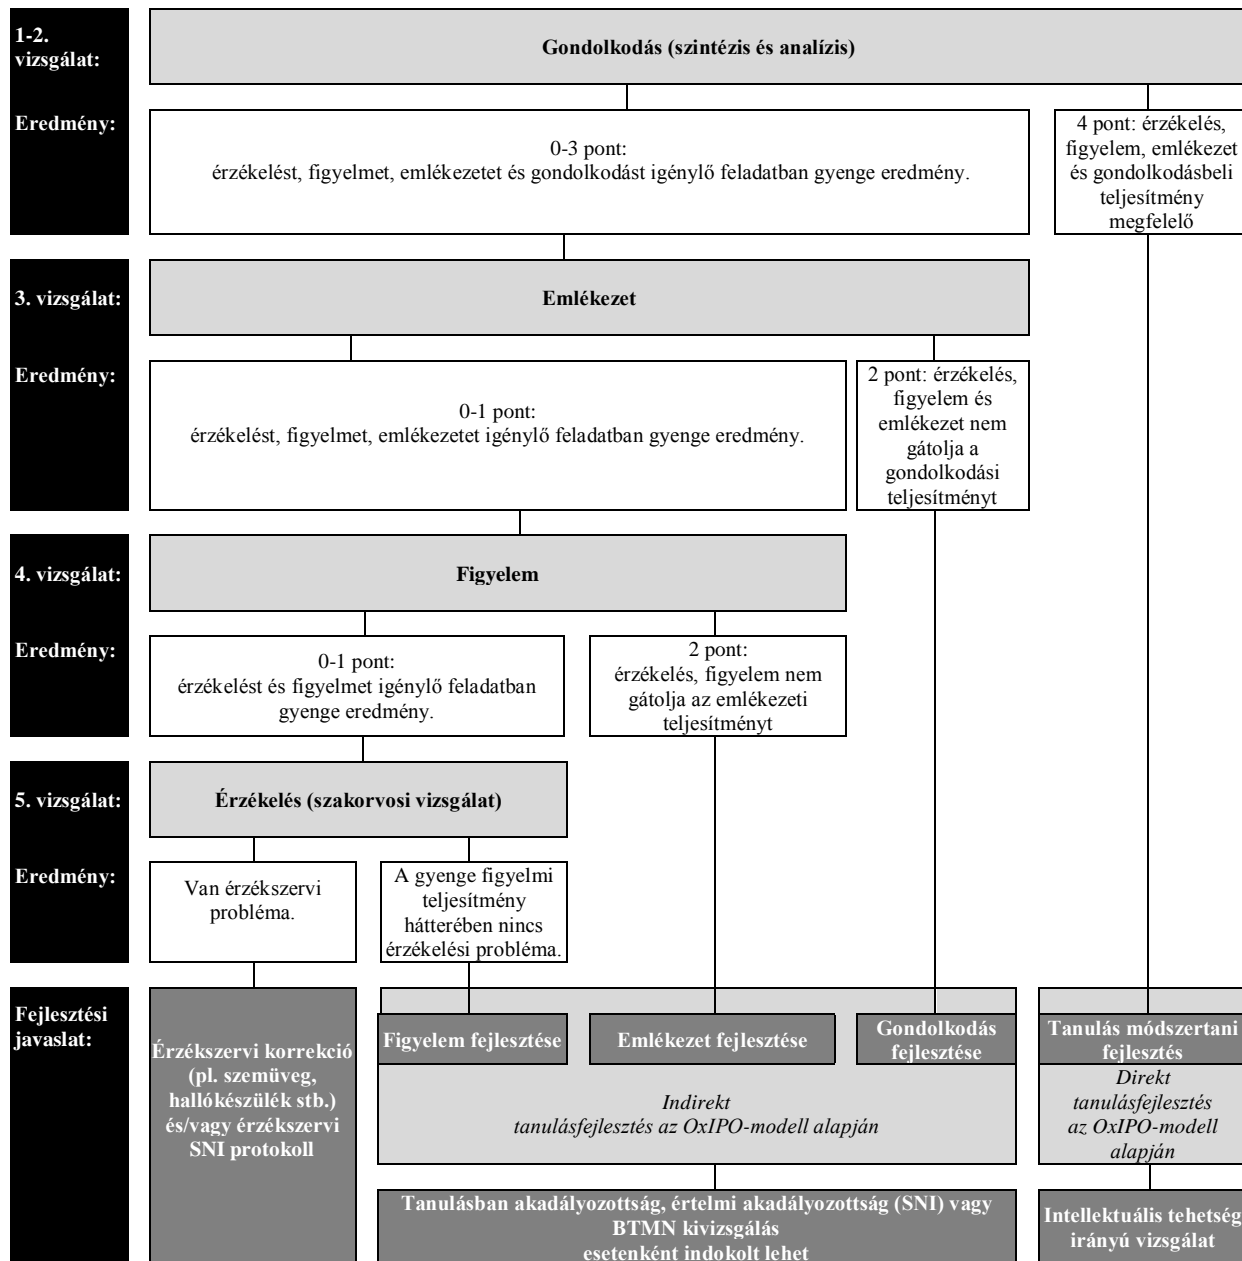 1-2.
vizsgálat:
Gondolkodás (szintézis és analízis)
Eredmény:
0-3 pont:
érzékelést, figyelmet, emlékezetet és gondolkodást igénylő feladatban gyenge eredmény.
4 pont: érzékelés,
figyelem, emlékezet
és gondolkodásbeli
teljesítmény
megfelelő
3. vizsgálat:
Emlékezet
Eredmény:
0-1 pont:
érzékelést, figyelmet, emlékezetet igénylő feladatban gyenge eredmény.
2 pont: érzékelés,
figyelem és
emlékezet nem
gátolja a
gondolkodási
teljesítményt
4. vizsgálat:
Figyelem
Eredmény:
0-1 pont:
érzékelést és figyelmet igénylő feladatban
gyenge eredmény.
2 pont:
érzékelés, figyelem nem
gátolja az emlékezeti
teljesítményt
5. vizsgálat:
Érzékelés (szakorvosi vizsgálat)
Eredmény:
Van érzékszervi
probléma.
A gyenge figyelmi
teljesítmény
hátterében nincs
érzékelési probléma.
Fejlesztési
javaslat:
Érzékszervi korrekció
(pl. szemüveg,
hallókészülék stb.)
és/vagy érzékszervi
SNI protokoll
Figyelem fejlesztése
Emlékezet fejlesztése
Gondolkodás
fejlesztése
Tanulás módszertani
fejlesztés
Indirekt
tanulásfejlesztés az OxIPO-modell alapján
Direkt
tanulásfejlesztés
az OxIPO-modell
alapján
Tanulásban akadályozottság, értelmi akadályozottság (SNI) vagy
BTMN kivizsgálás
esetenként indokolt lehet
Intellektuális tehetség
irányú vizsgálat